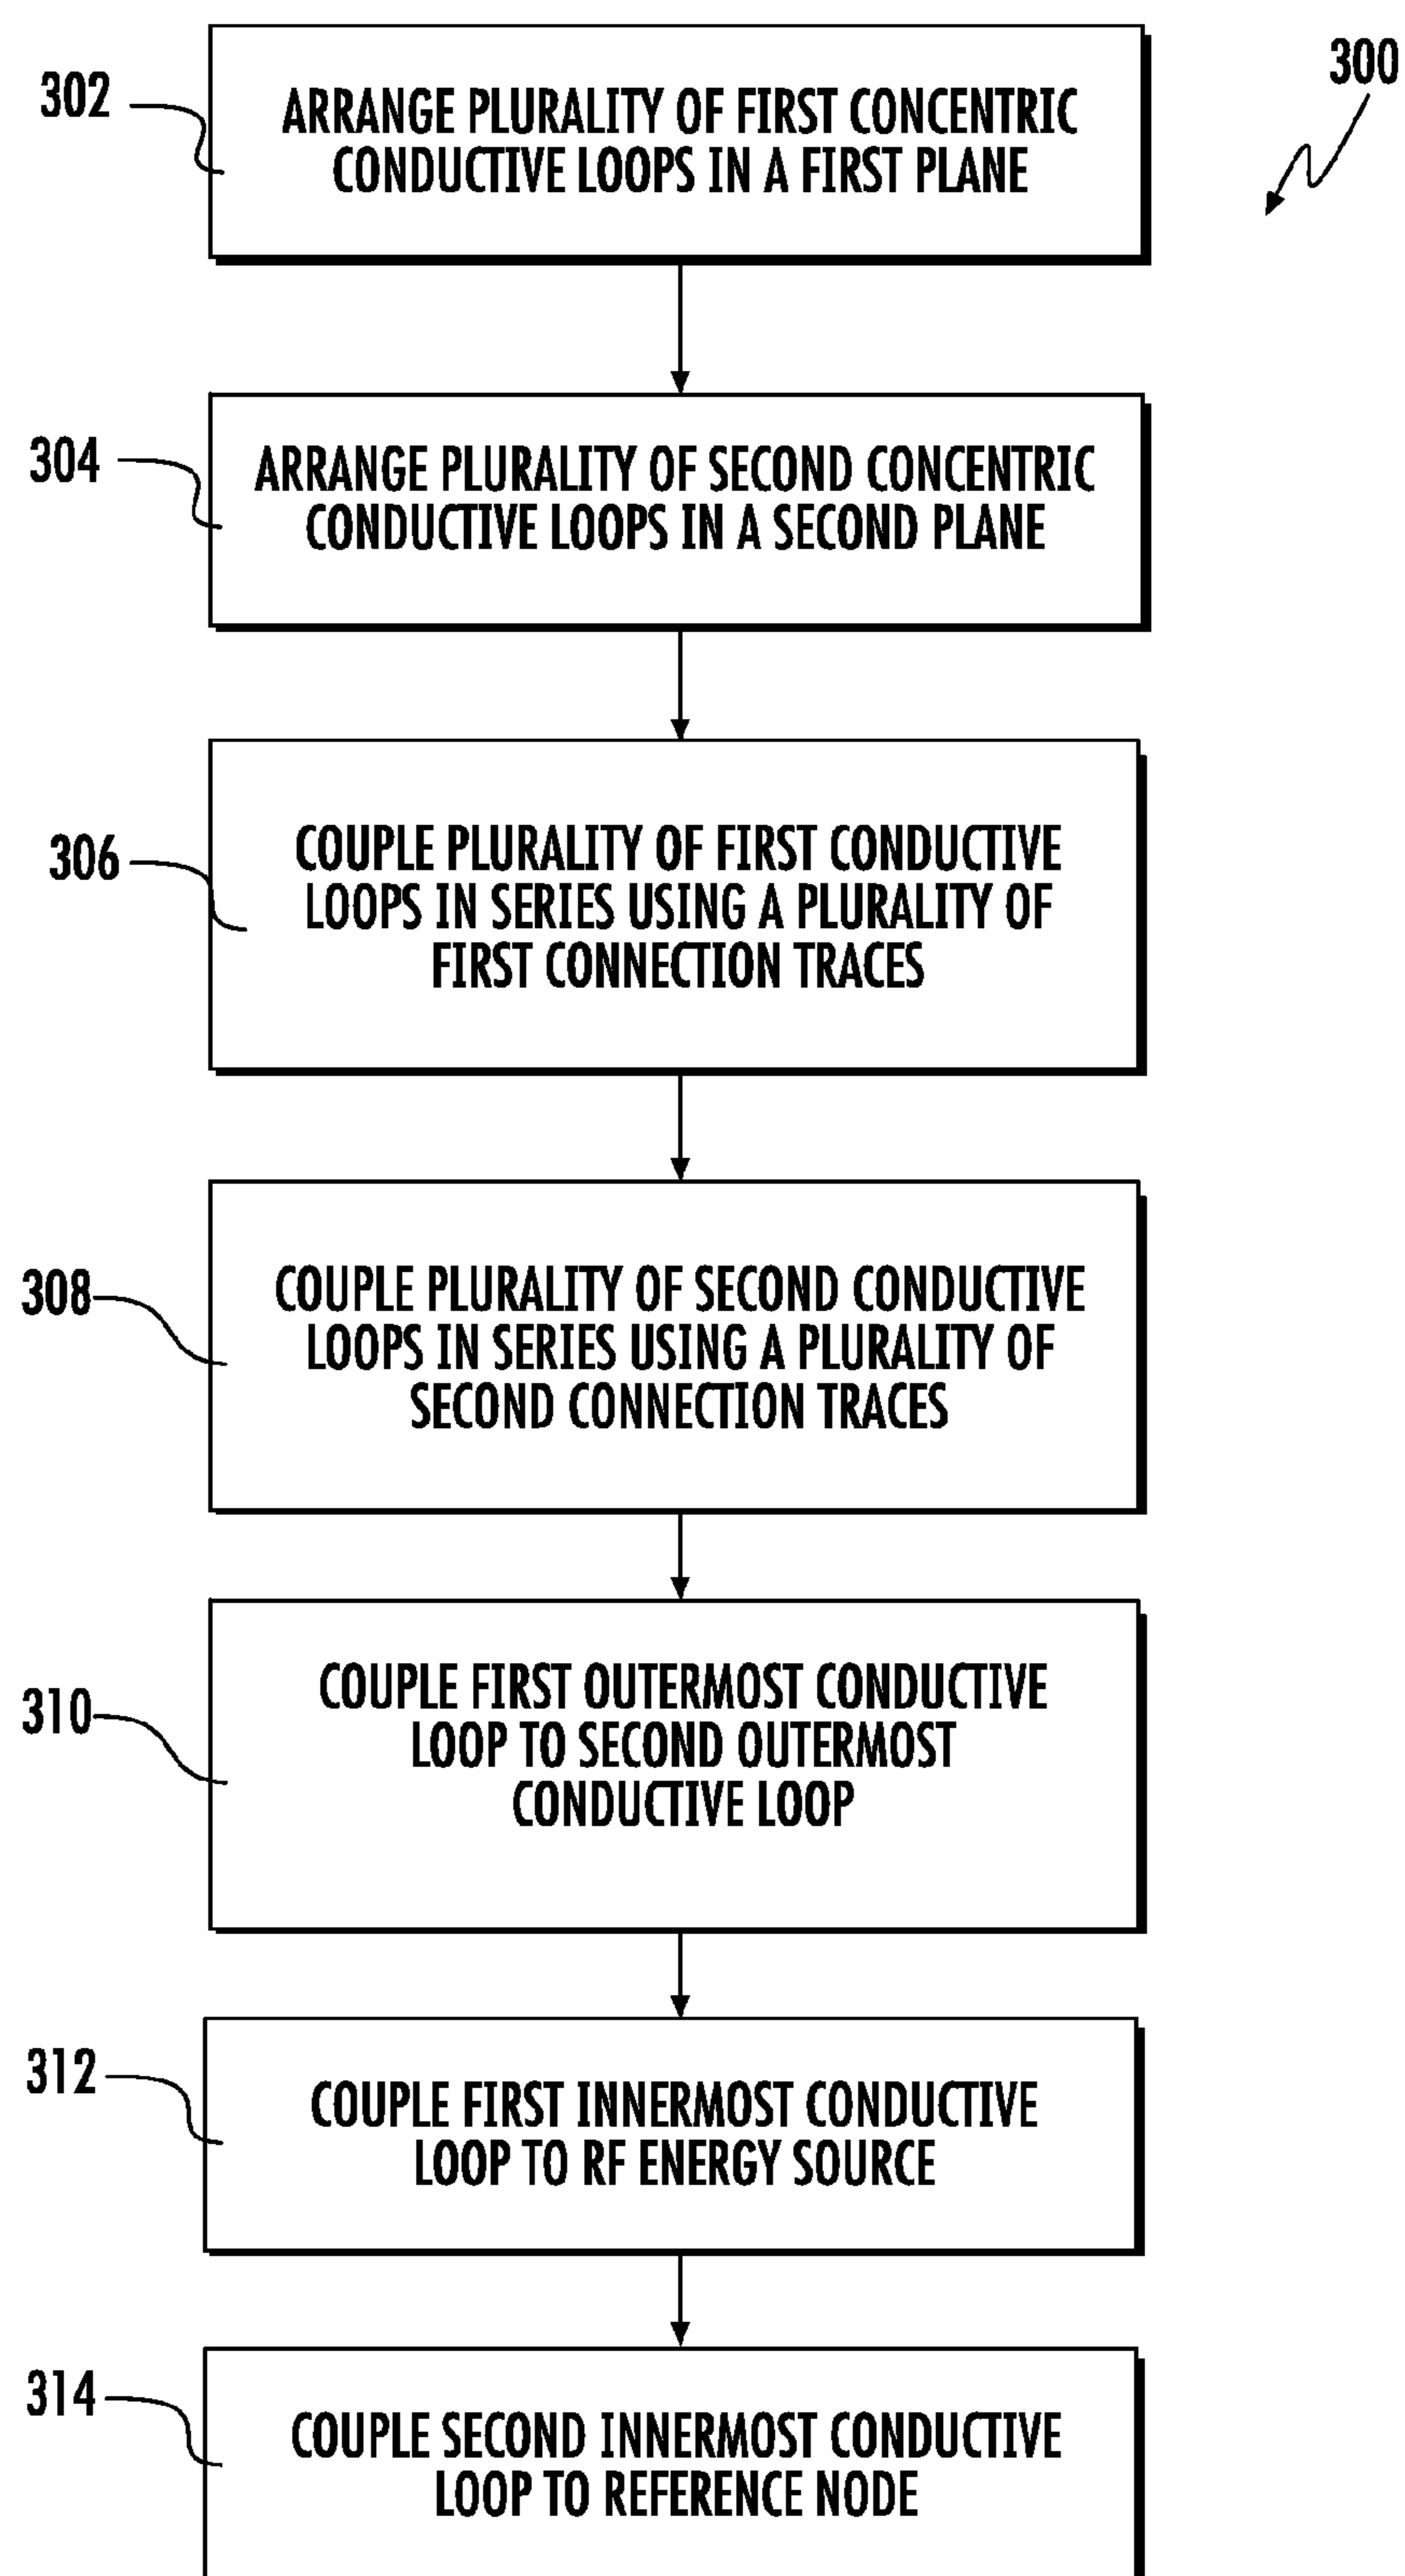 300
302
ARRANGE PLURALITY OF FIRST CONCENTRIC
CONDUCTIVE LOOPS IN A FIRST PLANE
304
ARRANGE PLURALITY OF SECOND CONCENTRIC
CONDUCTIVE LOOPS IN A SECOND PLANE
306
COUPLE PLURALITY OF FIRST CONDUCTIVE
LOOPS IN SERIES USING A PLURALITY OF
FIRST CONNECTION TRACES
308
COUPLE PLURALITY OF SECOND CONDUCTIVE
LOOPS IN SERIES USING A PLURALITY OF
SECOND CONNECTION TRACES
310
COUPLE FIRST OUTERMOST CONDUCTIVE
LOOP TO SECOND OUTERMOST
CONDUCTIVE LOOP
312
COUPLE FIRST INNERMOST CONDUCTIVE
LOOP TO RF ENERGY SOURCE
314
COUPLE SECOND INNERMOST CONDUCTIVE
LOOP TO REFERENCE NODE